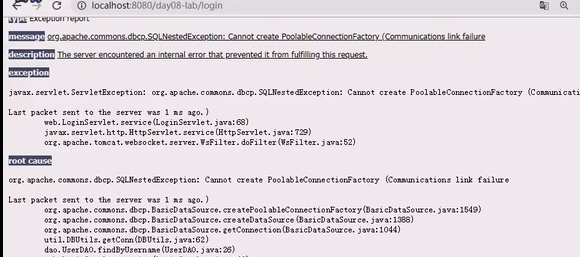 localhost:8080/day08-lab/login
type Exception report
message org.apache.commons.dbcp.SQLNestedException: Cannot create PoolableConnectionFactory (Communications link failure
description The server encountered an internal error that prevented it from fulfilling this request.
exception
javax.servlet.ServletException: org.apache.commons.dbcp.SQLNestedException: Cannot create PoolableConnectionFactory (Communicati
Last packet sent to the server was 1 ms ago.)
web.LoginServlet.service(LoginServlet.java:68)
javax.servlet.http.HttpServlet.service(HttpServlet.java:729)
org.apache.tomcat.websocket.server.WsFilter.doFilter(WsFilter.java:52)
root cause
org.apache.commons.dbcp.SQLNestedException: Cannot create PoolableConnectionFactory (Communications link failure
Last packet sent to the server was 1 ms ago.)
org.apache.commons.dbcp.BasicDataSource.createPoolableConnectionFactory(BasicDataSource.java:1549)
org.apache.commons.dbcp.BasicDataSource.createDataSource(BasicDataSource.java:1388)
org.apache.commons.dbcp.BasicDataSource.getConnection(BasicDataSource.java:1044)
util.DBUtils.getConn(DBUtils.java:62)
dao.UserDAO.findByUsername(UserDAO.java:26)